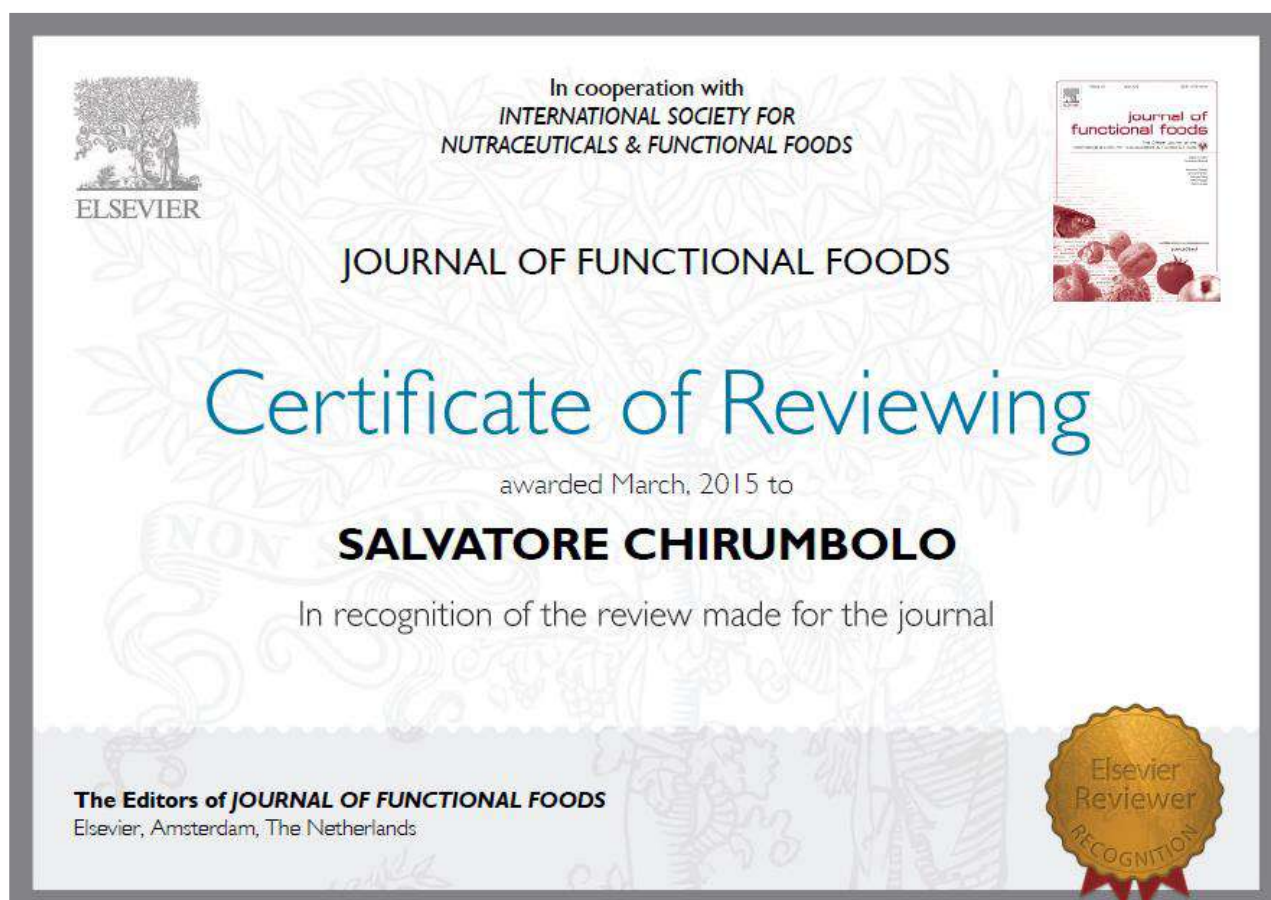 In cooperation with
INTERNATIONAL SOCIETY FOR
NUTRACEUTICALS & FUNCTIONAL FOODS
ELSEVIER
journal of
functional foods
JOURNAL OF FUNCTIONAL FOODS
Certificate of Reviewing
awarded March, 2015 to
NON SOLUS
SALVATORE CHIRUMBOLO
In recognition of the review made for the journal
The Editors of JOURNAL OF FUNCTIONAL FOODS
Elsevier, Amsterdam, The Netherlands
Elsevier
Reviewer
RECOGNITION